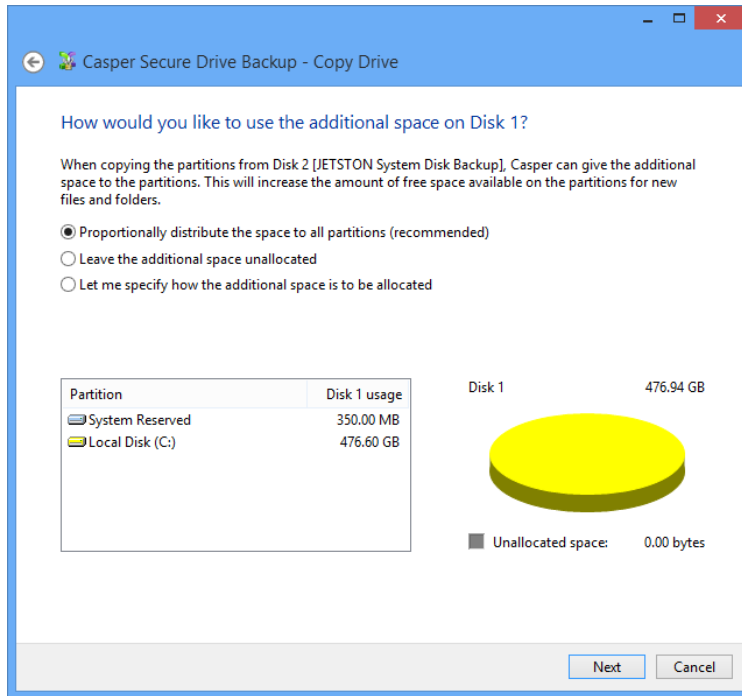 Casper Secure Drive Backup - Copy Drive
How would you like to use the additional space on Disk 1?
When copying the partitions from Disk 2 [JETSTON System Disk Backup], Casper can give the additional
space to the partitions. This will increase the amount of free space available on the partitions for new
files and folders.
Proportionally distribute the space to all partitions (recommended)
Leave the additional space unallocated
Let me specify how the additional space is to be allocated
Partition Disk 1 usage
System Reserved 350.00 MB
Local Disk (C:) 476.60 GB
Disk 1 476.94 GB
Unallocated space: 0.00 bytes
Next Cancel